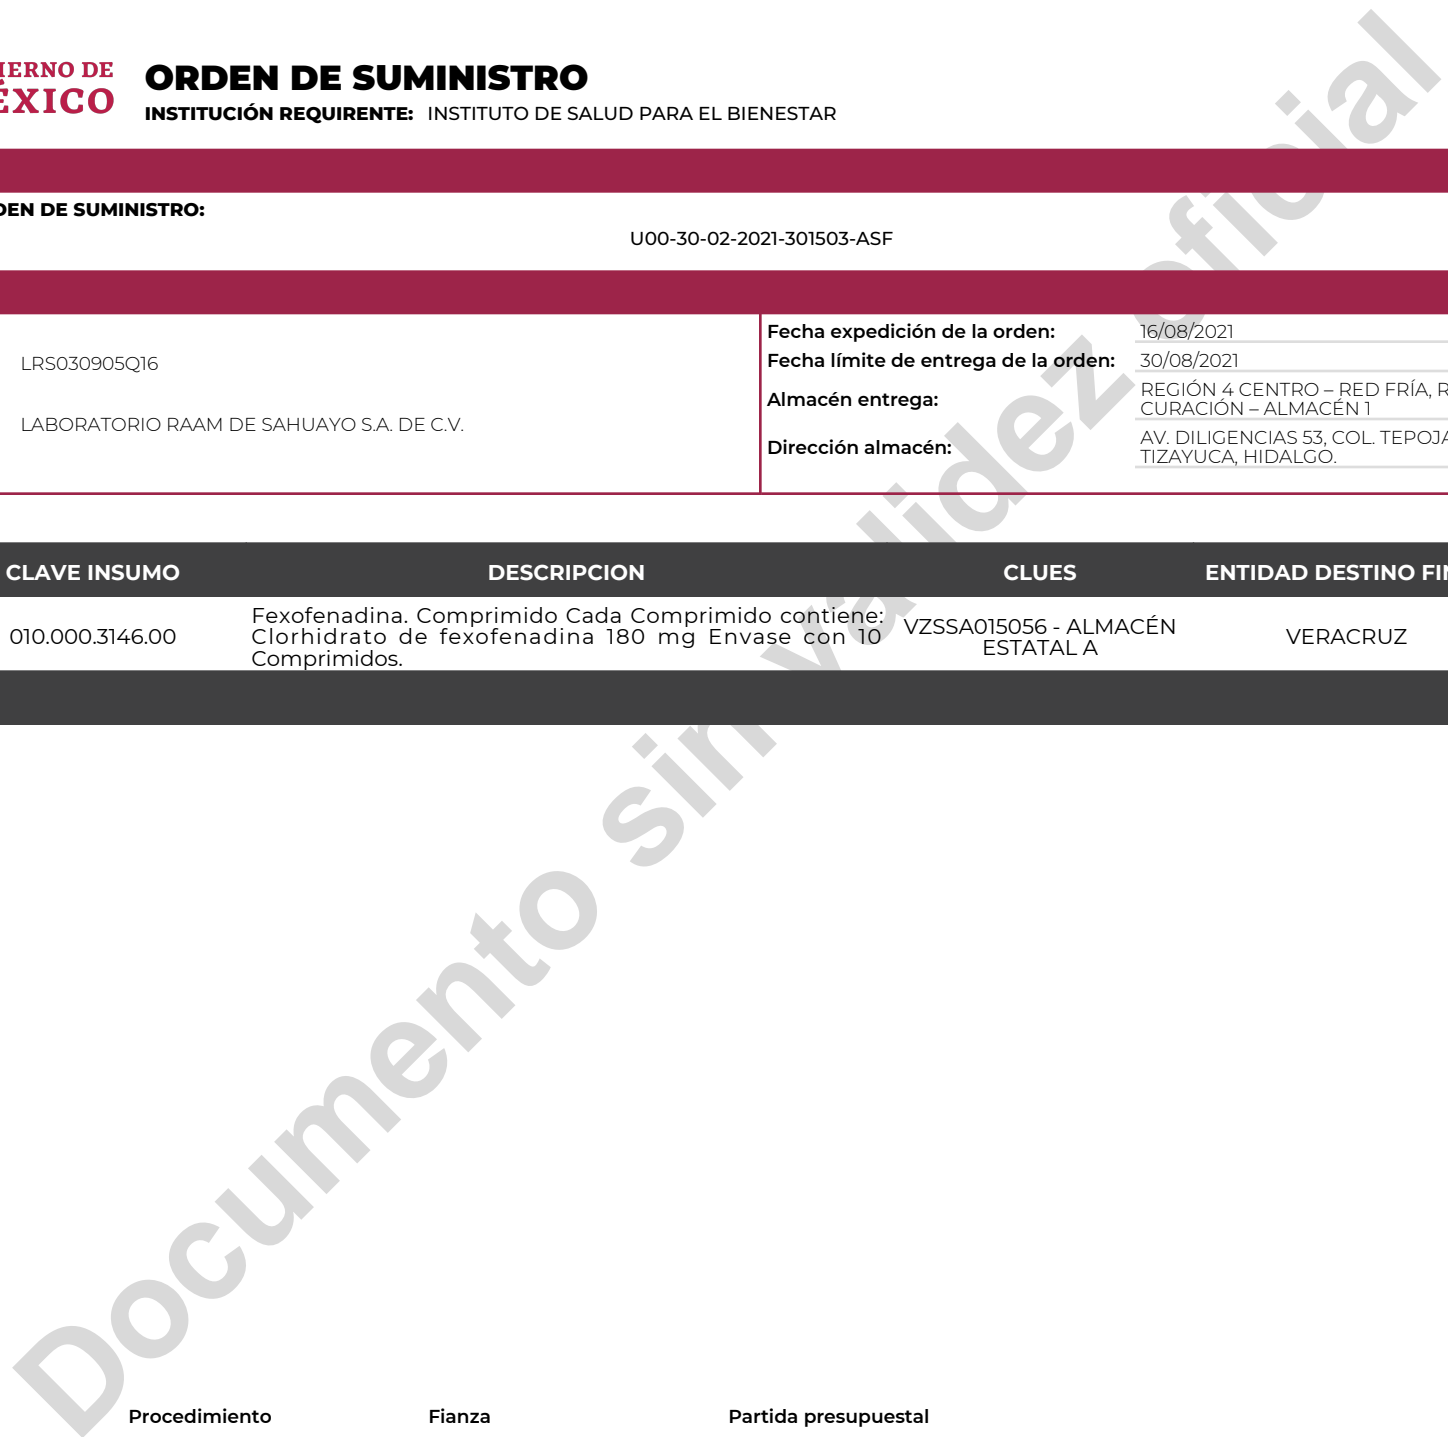 IERNO DE
ÉXICO
ORDEN DE SUMINISTRO
INSTITUCIÓN REQUIRENTE: INSTITUTO DE SALUD PARA EL BIENESTAR
DEN DE SUMINISTRO:
U00-30-02-2021-301503-ASF
LRS030905Q16
LABORATORIO RAAM DE SAHUAYO S.A. DE C.V.
Fecha expedición de la orden: 16/08/2021
Fecha límite de entrega de la orden: 30/08/2021
Almacén entrega:
REGIÓN 4 CENTRO – RED FRÍA, R
CURACIÓN – ALMACÉN 1
Dirección almacén:
AV. DILIGENCIAS 53, COL. TEPOJA
TIZAYUCA, HIDALGO.
CLAVE INSUMO DESCRIPCION CLUES ENTIDAD DESTINO FIN
010.000.3146.00
Fexofenadina. Comprimido Cada Comprimido contiene:
Clorhidrato de fexofenadina 180 mg Envase con 10
Comprimidos.
VZSSA015056 - ALMACÉN
ESTATAL A
VERACRUZ
Documento sin validez oficial
Procedimiento Fianza Partida presupuestal